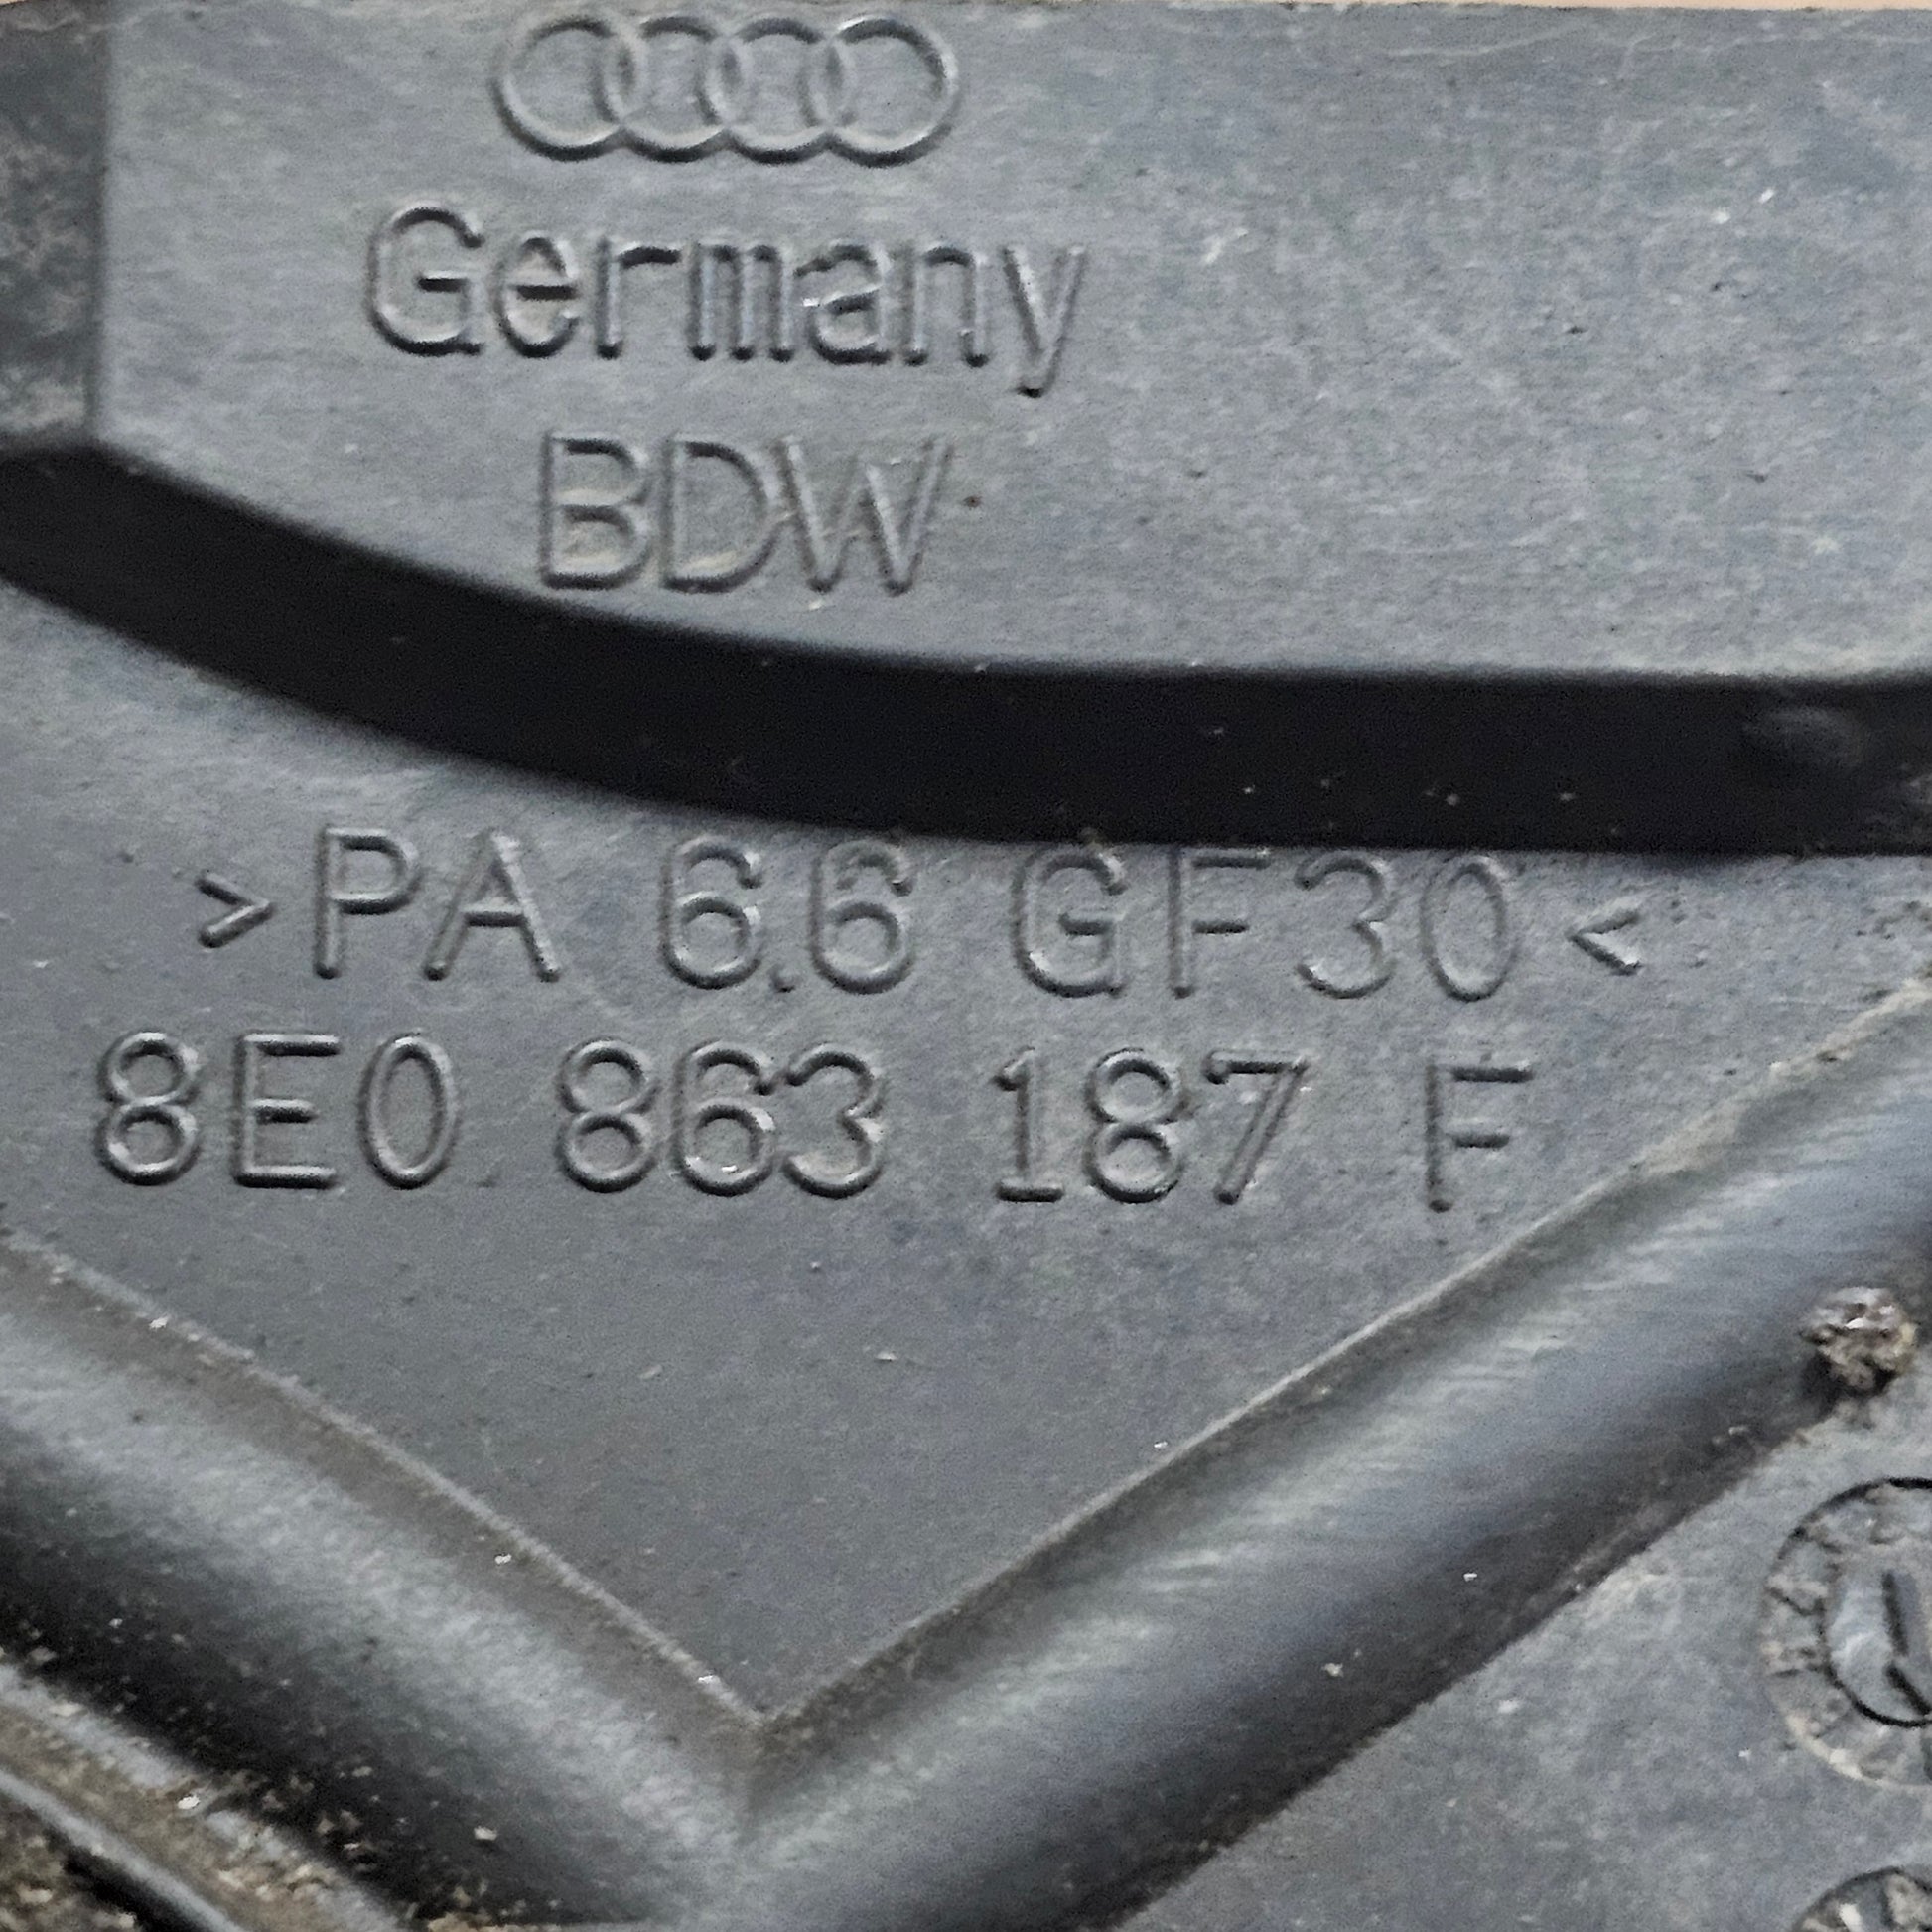 Germany
BDW
>PA 6.6 GF30<
8E0 863 187 F